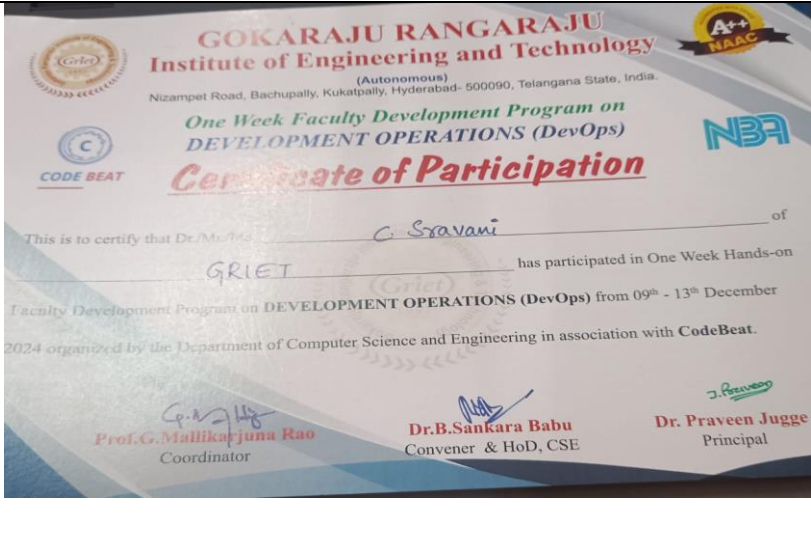 GOKARAJU RANGARAJU
Institute of Engineering and Technology
(Autonomous)
Nizampet Road, Bachupally, Kukatpally, Hyderabad- 500090, Telangana State, India.
Griet
A++
NAAC
One Week Faculty Development Program on
DEVELOPMENT OPERATIONS (DevOps)
C
CODE BEAT
NBA
Certificate of Participation
This is to certify that Dr./Mr./Ms. C. Sravani of
GRIET has participated in One Week Hands-on
(Griet)
Faculty Development Program on DEVELOPMENT OPERATIONS (DevOps) from 09th - 13th December
2024 organized by the Department of Computer Science and Engineering in association with CodeBeat.
J. Praveen
Prof.G.Mallikarjuna Rao
Coordinator
Dr.B.Sankara Babu
Convener & HoD, CSE
Dr. Praveen Jugge
Principal